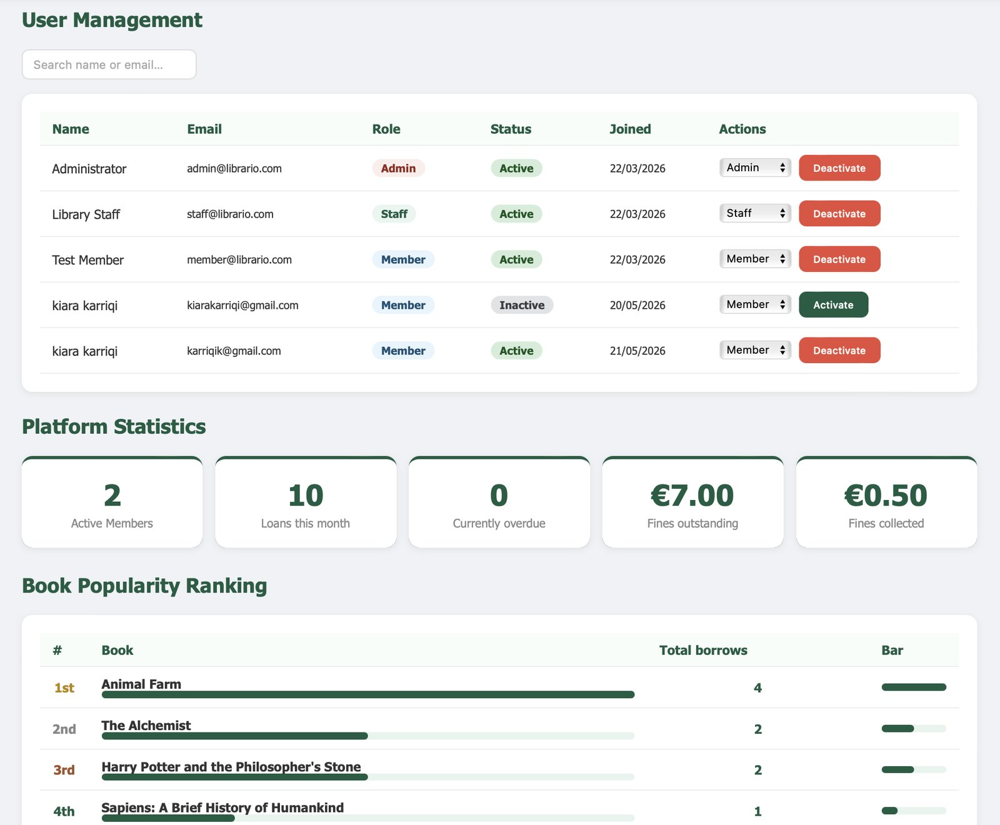 User Management
Search name or email...
Name Email Role Status Joined Actions
Administrator admin@librario.com Admin Active 22/03/2026 Admin Deactivate
Library Staff staff@librario.com Staff Active 22/03/2026 Staff Deactivate
Test Member member@librario.com Member Active 22/03/2026 Member Deactivate
kiara karriqi kiarakarriqi@gmail.com Member Inactive 20/05/2026 Member Activate
kiara karriqi karriqik@gmail.com Member Active 21/05/2026 Member Deactivate
Platform Statistics
2 10 0 €7.00 €0.50
Active Members Loans this month Currently overdue Fines outstanding Fines collected
Book Popularity Ranking
# Book Total borrows Bar
1st Animal Farm 4
2nd The Alchemist 2
3rd Harry Potter and the Philosopher's Stone 2
4th Sapiens: A Brief History of Humankind 1